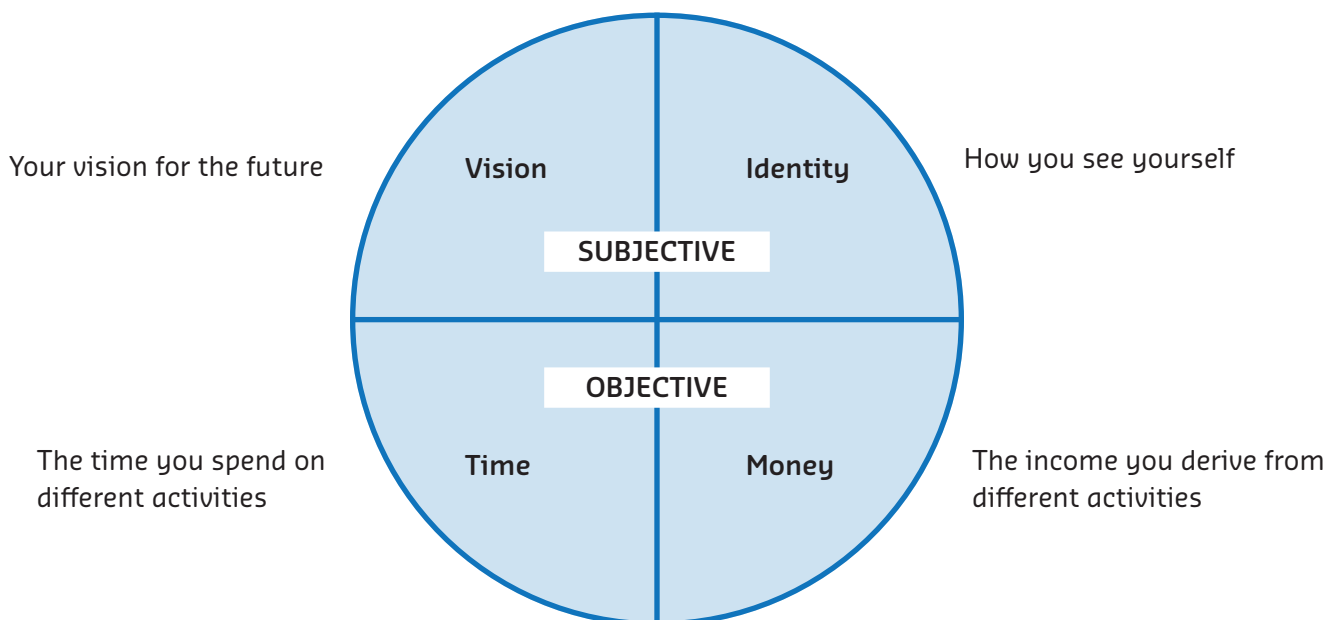 Your vision for the future
Vision
Identity
How you see yourself
SUBJECTIVE
OBJECTIVE
The time you spend on
different activities
Time
Money
The income you derive from
different activities